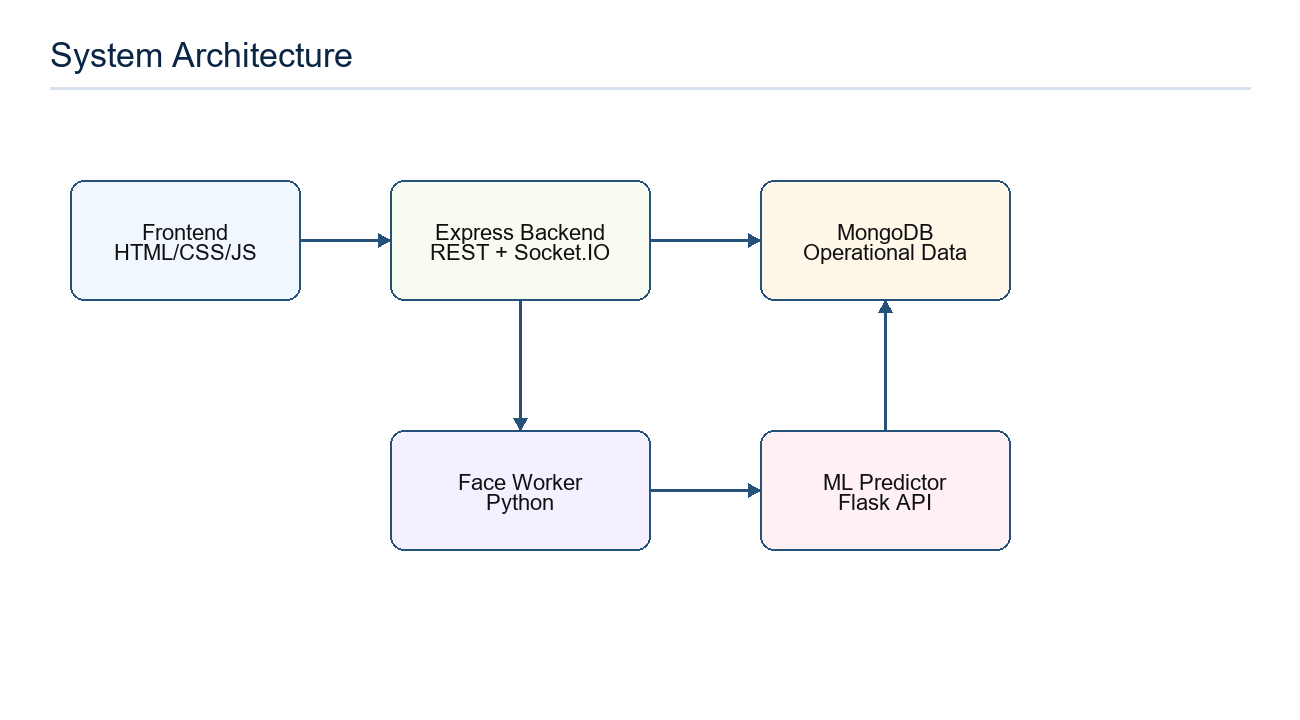 System Architecture
Frontend
HTML/CSS/JS
Express Backend
REST + Socket.IO
MongoDB
Operational Data
Face Worker
Python
ML Predictor
Flask API